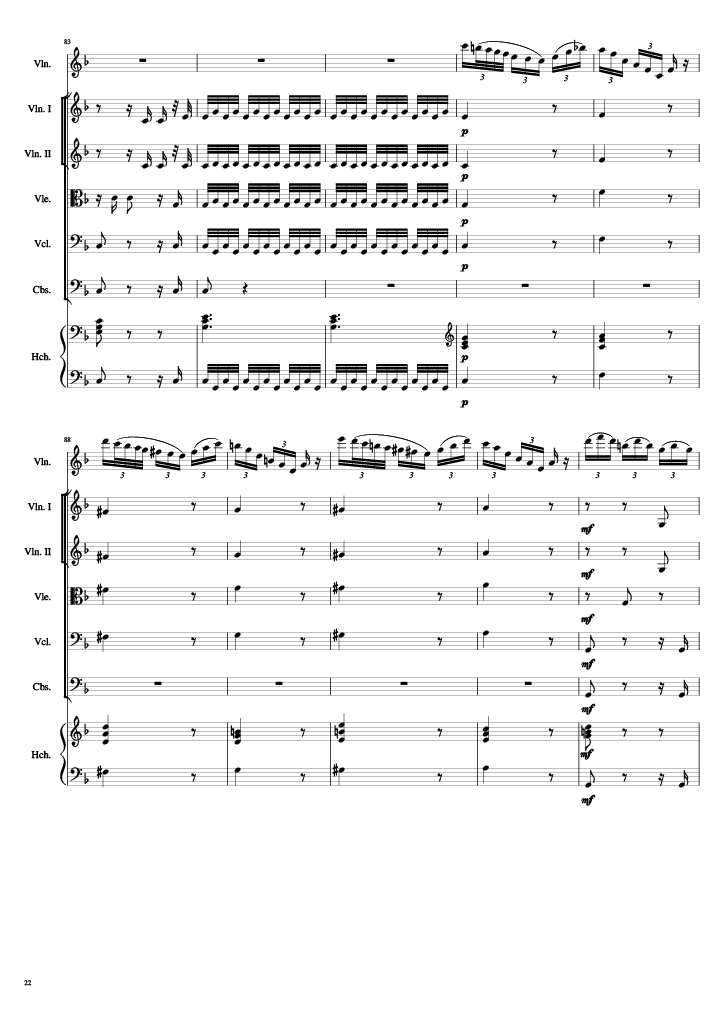 83
Vln.
3 3 3 3 3
Vln. I
p
Vln. II
p
Vle.
p
Vcl.
p
Cbs.
Hch.
p
p
88
Vln.
3 3 3 3 3 3 3 3 3 3 3
Vln. I
mf
Vln. II
mf
Vle.
mf
Vcl.
mf
Cbs.
mf
Hch.
mf
mf
22